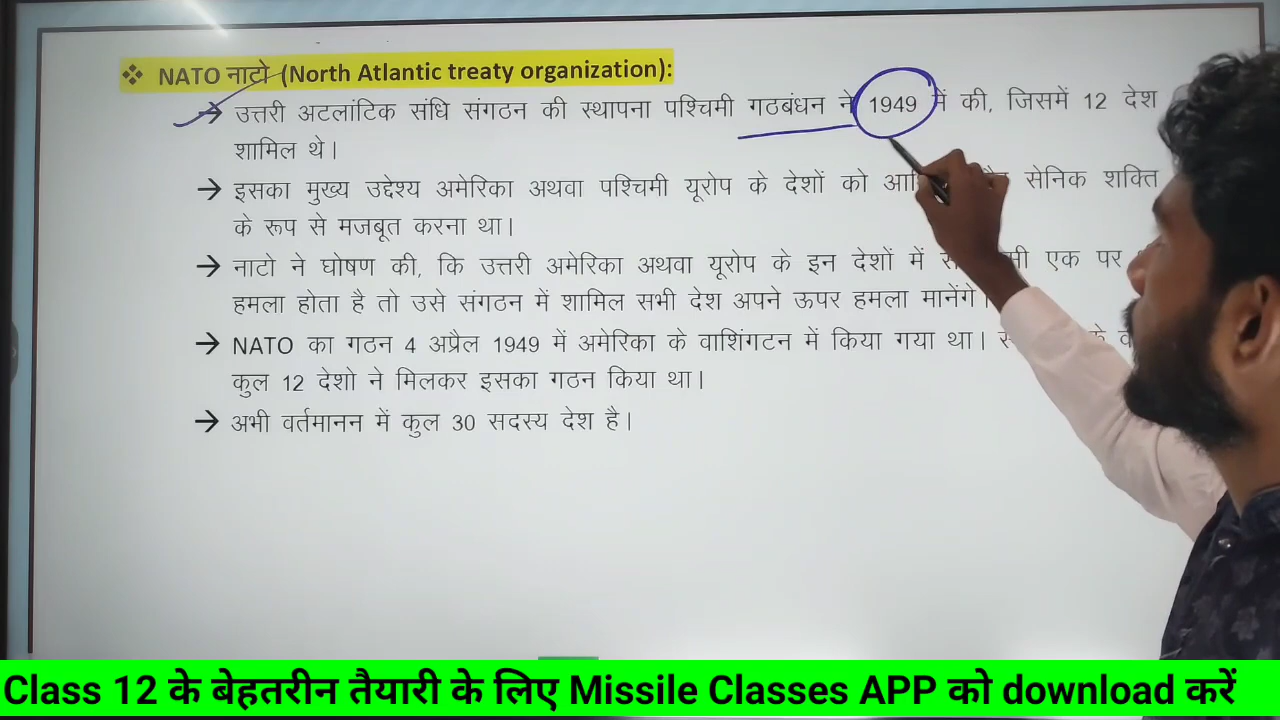 ❖ NATO नाटो (North Atlantic treaty organization):
→ उत्तरी अटलांटिक संधि संगठन की स्थापना पश्चिमी गठबंधन ने 1949 में की, जिसमें 12 देश
शामिल थे।
→ इसका मुख्य उद्देश्य अमेरिका अथवा पश्चिमी यूरोप के देशों को सेनिक शक्ति
के रूप से मजबूत करना था।
→ नाटो ने घोषण की, कि उत्तरी अमेरिका अथवा यूरोप के इन देशों में एक पर
हमला होता है तो उसे संगठन में शामिल सभी देश अपने ऊपर हमला मानेंगे।
→ NATO का गठन 4 अप्रैल 1949 में अमेरिका के वाशिंगटन में किया गया था।
कुल 12 देशो ने मिलकर इसका गठन किया था।
→ अभी वर्तमानन में कुल 30 सदस्य देश है।
Class 12 के बेहतरीन तैयारी के लिए Missile Classes APP को download करें